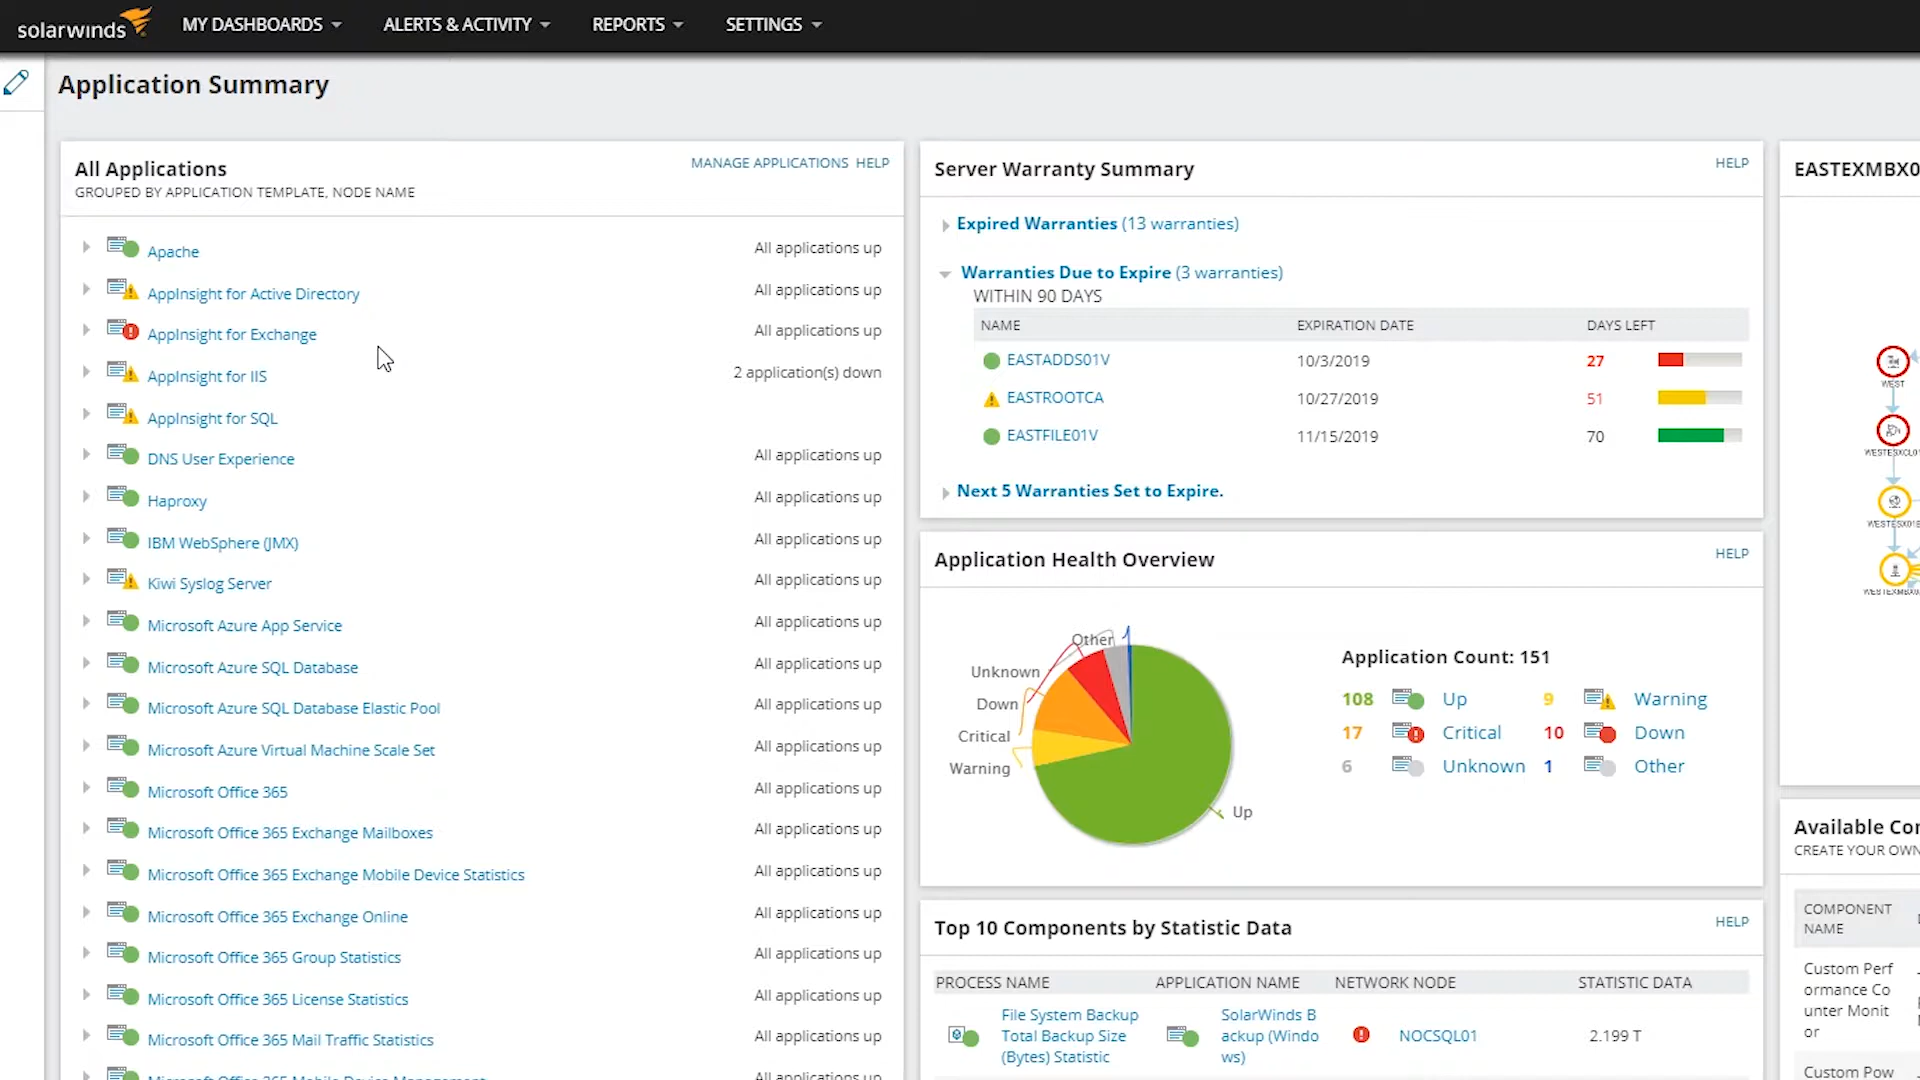 solarwinds
MY DASHBOARDS
ALERTS & ACTIVITY
REPORTS
SETTINGS
Application Summary
All Applications
GROUPED BY APPLICATION TEMPLATE, NODE NAME
MANAGE APPLICATIONS HELP
Apache All applications up
AppInsight for Active Directory All applications up
AppInsight for Exchange All applications up
AppInsight for IIS 2 application(s) down
AppInsight for SQL
DNS User Experience All applications up
Haproxy All applications up
IBM WebSphere (JMX) All applications up
Kiwi Syslog Server All applications up
Microsoft Azure App Service All applications up
Microsoft Azure SQL Database All applications up
Microsoft Azure SQL Database Elastic Pool All applications up
Microsoft Azure Virtual Machine Scale Set All applications up
Microsoft Office 365 All applications up
Microsoft Office 365 Exchange Mailboxes All applications up
Microsoft Office 365 Exchange Mobile Device Statistics All applications up
Microsoft Office 365 Exchange Online All applications up
Microsoft Office 365 Group Statistics All applications up
Microsoft Office 365 License Statistics All applications up
Microsoft Office 365 Mail Traffic Statistics All applications up
Microsoft Office 365 Mobile Device Management All applications up
Server Warranty Summary HELP
Expired Warranties (13 warranties)
Warranties Due to Expire (3 warranties)
WITHIN 90 DAYS
NAME EXPIRATION DATE DAYS LEFT
EASTADDS01V 10/3/2019 27
EASTROOTCA 10/27/2019 51
EASTFILE01V 11/15/2019 70
Next 5 Warranties Set to Expire.
Application Health Overview HELP
Other
Unknown
Down
Critical
Warning
Up
Application Count: 151
108 Up 9 Warning
17 Critical 10 Down
6 Unknown 1 Other
Top 10 Components by Statistic Data HELP
PROCESS NAME APPLICATION NAME NETWORK NODE STATISTIC DATA
File System Backup
Total Backup Size
(Bytes) Statistic
SolarWinds B
ackup (Windo
ws)
NOCSQL01
2.199 T
EASTEXMBX0
WEST
WESTESXCL01
WESTESX01
WESTEXMBX0
Available Co
CREATE YOUR OWN
COMPONENT
NAME
Custom Perf
ormance Co
unter Monit
or
Custom Pow